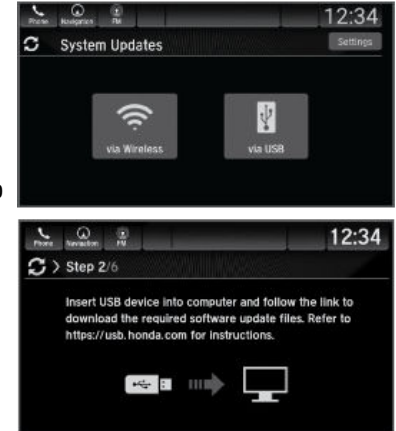 Phone Navigation FM 12:34
System Updates Settings
via Wireless via USB
Phone Navigation FM 12:34
Step 2/6
Insert USB device into computer and follow the link to
download the required software update files. Refer to
https://usb.honda.com for instructions.